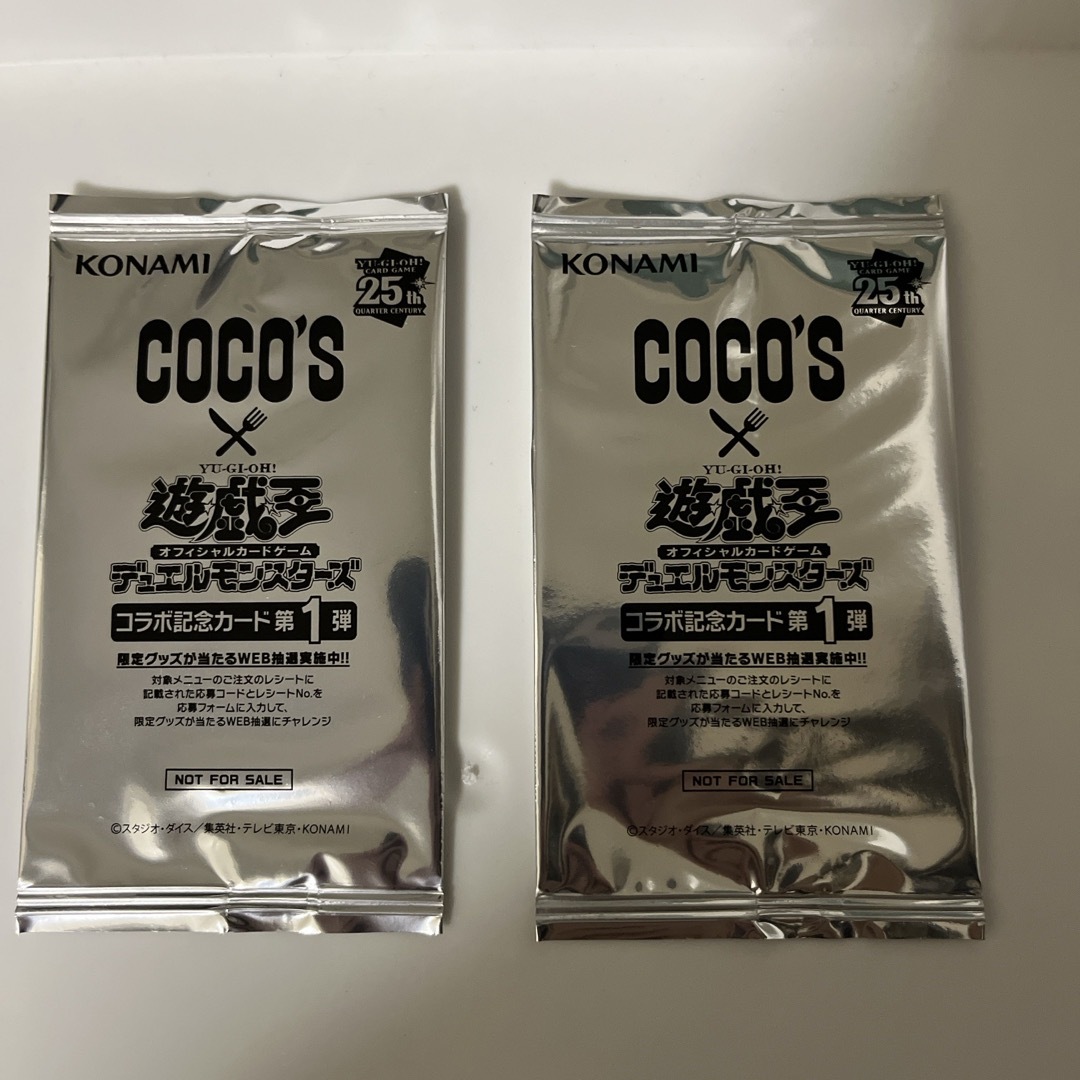 KONAMI
YU-GI-OH!
CARD GAME
25th
QUARTER CENTURY
COCO'S
YU-GI-OH!
遊戯王
オフィシャルカードゲーム
デュエルモンスターズ
コラボ記念カード第1弾
限定グッズが当たるWEB抽選実施中!!
対象メニューのご注文のレシートに
記載された応募コードとレシートNo.を
応募フォームに入力して、
限定グッズが当たるWEB抽選にチャレンジ
NOT FOR SALE
©スタジオ・ダイス/集英社・テレビ東京・KONAMI
KONAMI
YU-GI-OH!
CARD GAME
25th
QUARTER CENTURY
COCO'S
YU-GI-OH!
遊戯王
オフィシャルカードゲーム
デュエルモンスターズ
コラボ記念カード第1弾
限定グッズが当たるWEB抽選実施中!!
対象メニューのご注文のレシートに
記載された応募コードとレシートNo.を
応募フォームに入力して、
限定グッズが当たるWEB抽選にチャレンジ
NOT FOR SALE
©スタジオ・ダイス/集英社・テレビ東京・KONAMI